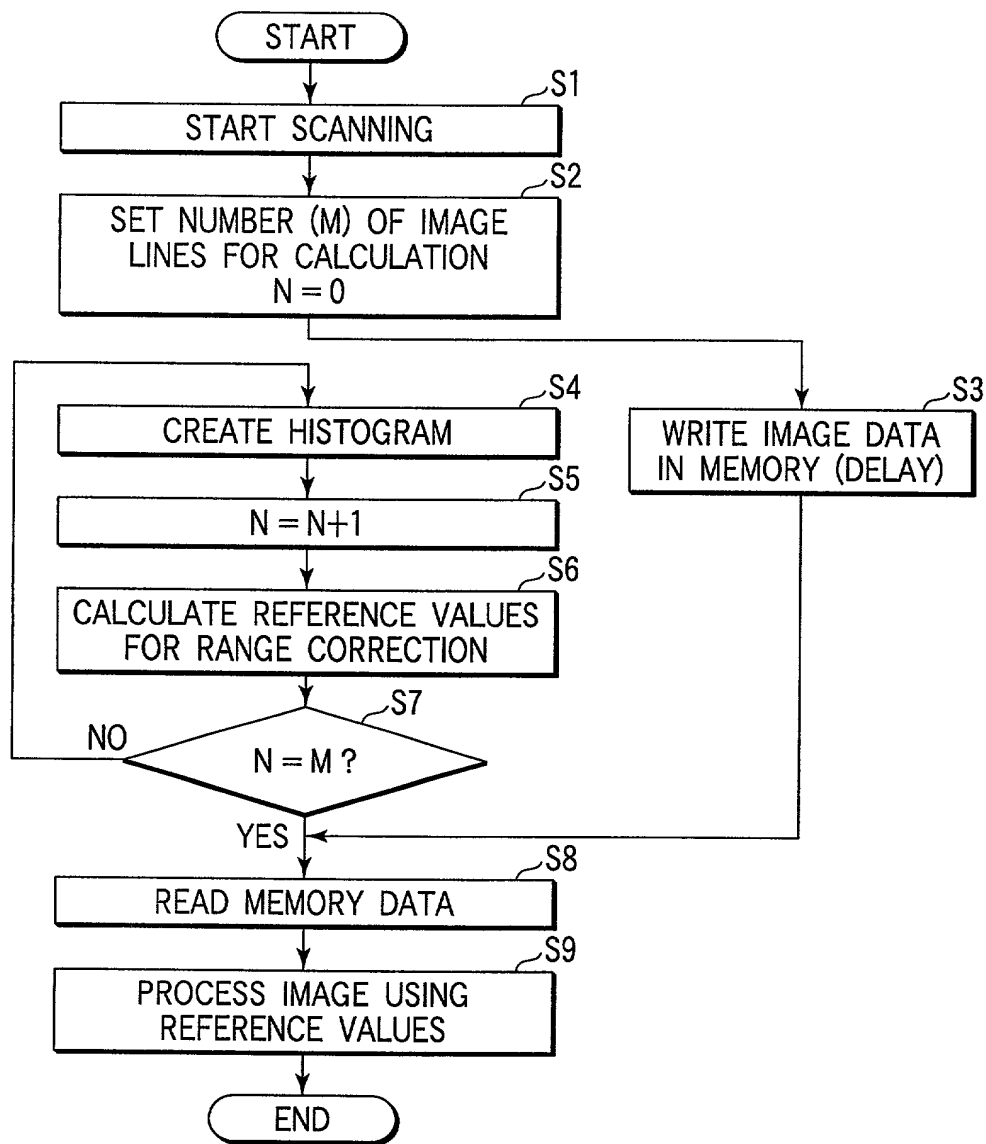 START
S1
START SCANNING
S2
SET NUMBER (M) OF IMAGE
LINES FOR CALCULATION
N = 0
S3
WRITE IMAGE DATA
IN MEMORY (DELAY)
S4
CREATE HISTOGRAM
S5
N = N+1
S6
CALCULATE REFERENCE VALUES
FOR RANGE CORRECTION
S7
NO
N = M ?
YES
S8
READ MEMORY DATA
S9
PROCESS IMAGE USING
REFERENCE VALUES
END